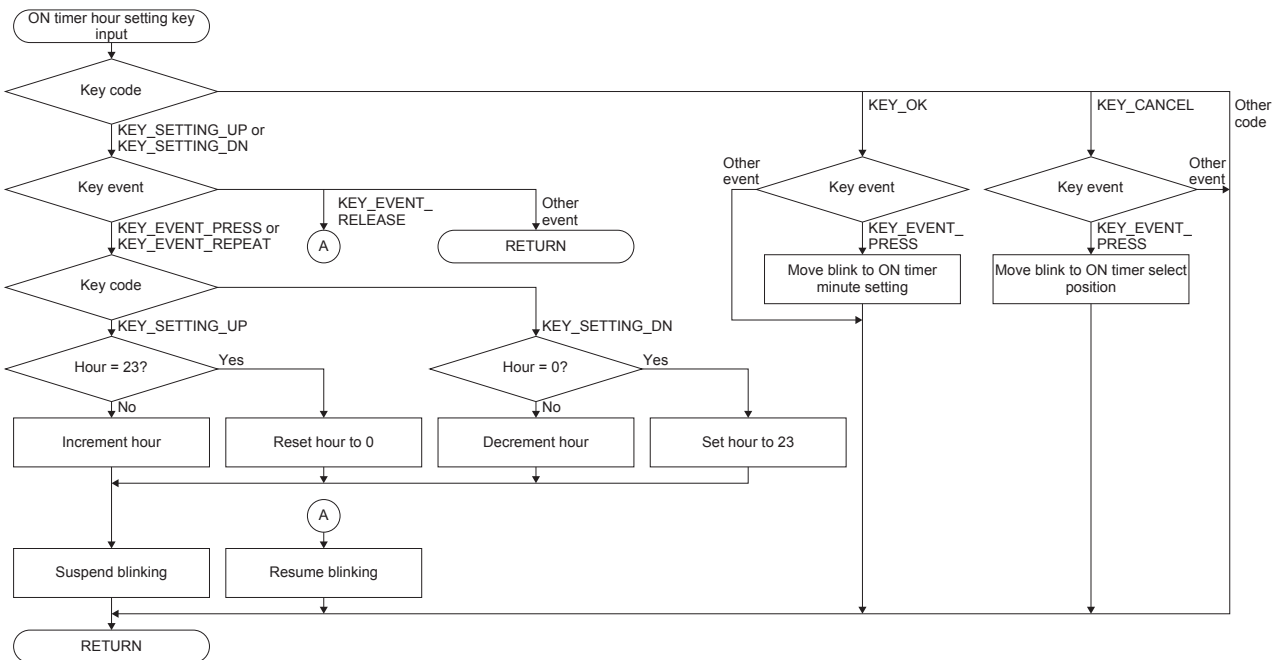 ON timer hour setting key
input
Key code
KEY_OK
KEY_CANCEL
Other
code
KEY_SETTING_UP or
KEY_SETTING_DN
Key event
KEY_EVENT_
RELEASE
Other
event
Other
event
Key event
Key event
Other
event
KEY_EVENT_PRESS or
KEY_EVENT_REPEAT
A
RETURN
KEY_EVENT_
PRESS
KEY_EVENT_
PRESS
Key code
Move blink to ON timer
minute setting
Move blink to ON timer select
position
KEY_SETTING_UP
KEY_SETTING_DN
Hour = 23?
Yes
Hour = 0?
Yes
No
No
Increment hour
Reset hour to 0
Decrement hour
Set hour to 23
A
Suspend blinking
Resume blinking
RETURN